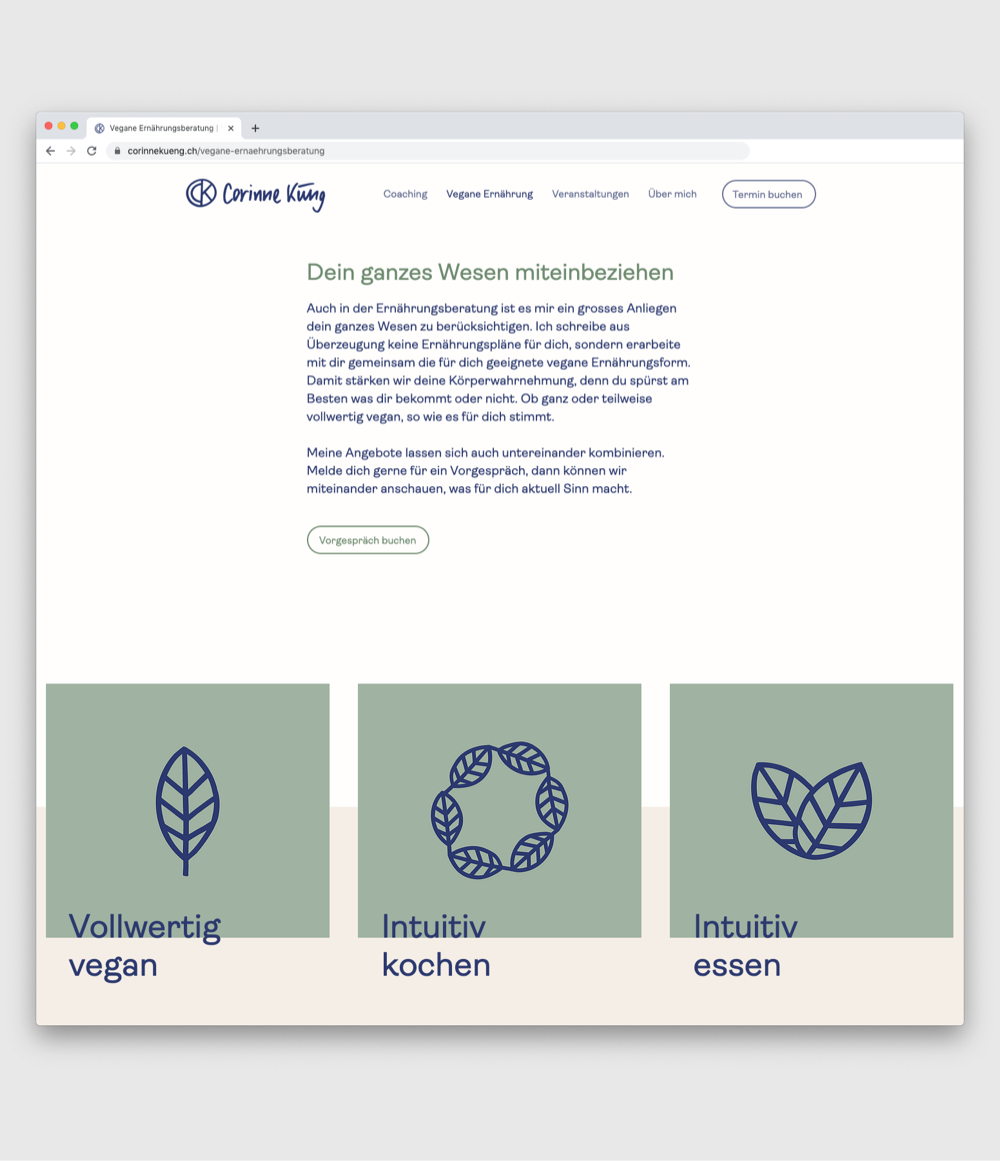 Vegane Ernährungsberatung |
corinnekueng.ch/vegane-ernaehrungsberatung
CK Corinne Küng
Coaching Vegane Ernährung Veranstaltungen Über mich Termin buchen
Dein ganzes Wesen miteinbeziehen
Auch in der Ernährungsberatung ist es mir ein grosses Anliegen
dein ganzes Wesen zu berücksichtigen. Ich schreibe aus
Überzeugung keine Ernährungspläne für dich, sondern erarbeite
mit dir gemeinsam die für dich geeignete vegane Ernährungsform.
Damit stärken wir deine Körperwahrnehmung, denn du spürst am
Besten was dir bekommt oder nicht. Ob ganz oder teilweise
vollwertig vegan, so wie es für dich stimmt.
Meine Angebote lassen sich auch untereinander kombinieren.
Melde dich gerne für ein Vorgespräch, dann können wir
miteinander anschauen, was für dich aktuell Sinn macht.
Vorgespräch buchen
Vollwertig
vegan
Intuitiv
kochen
Intuitiv
essen